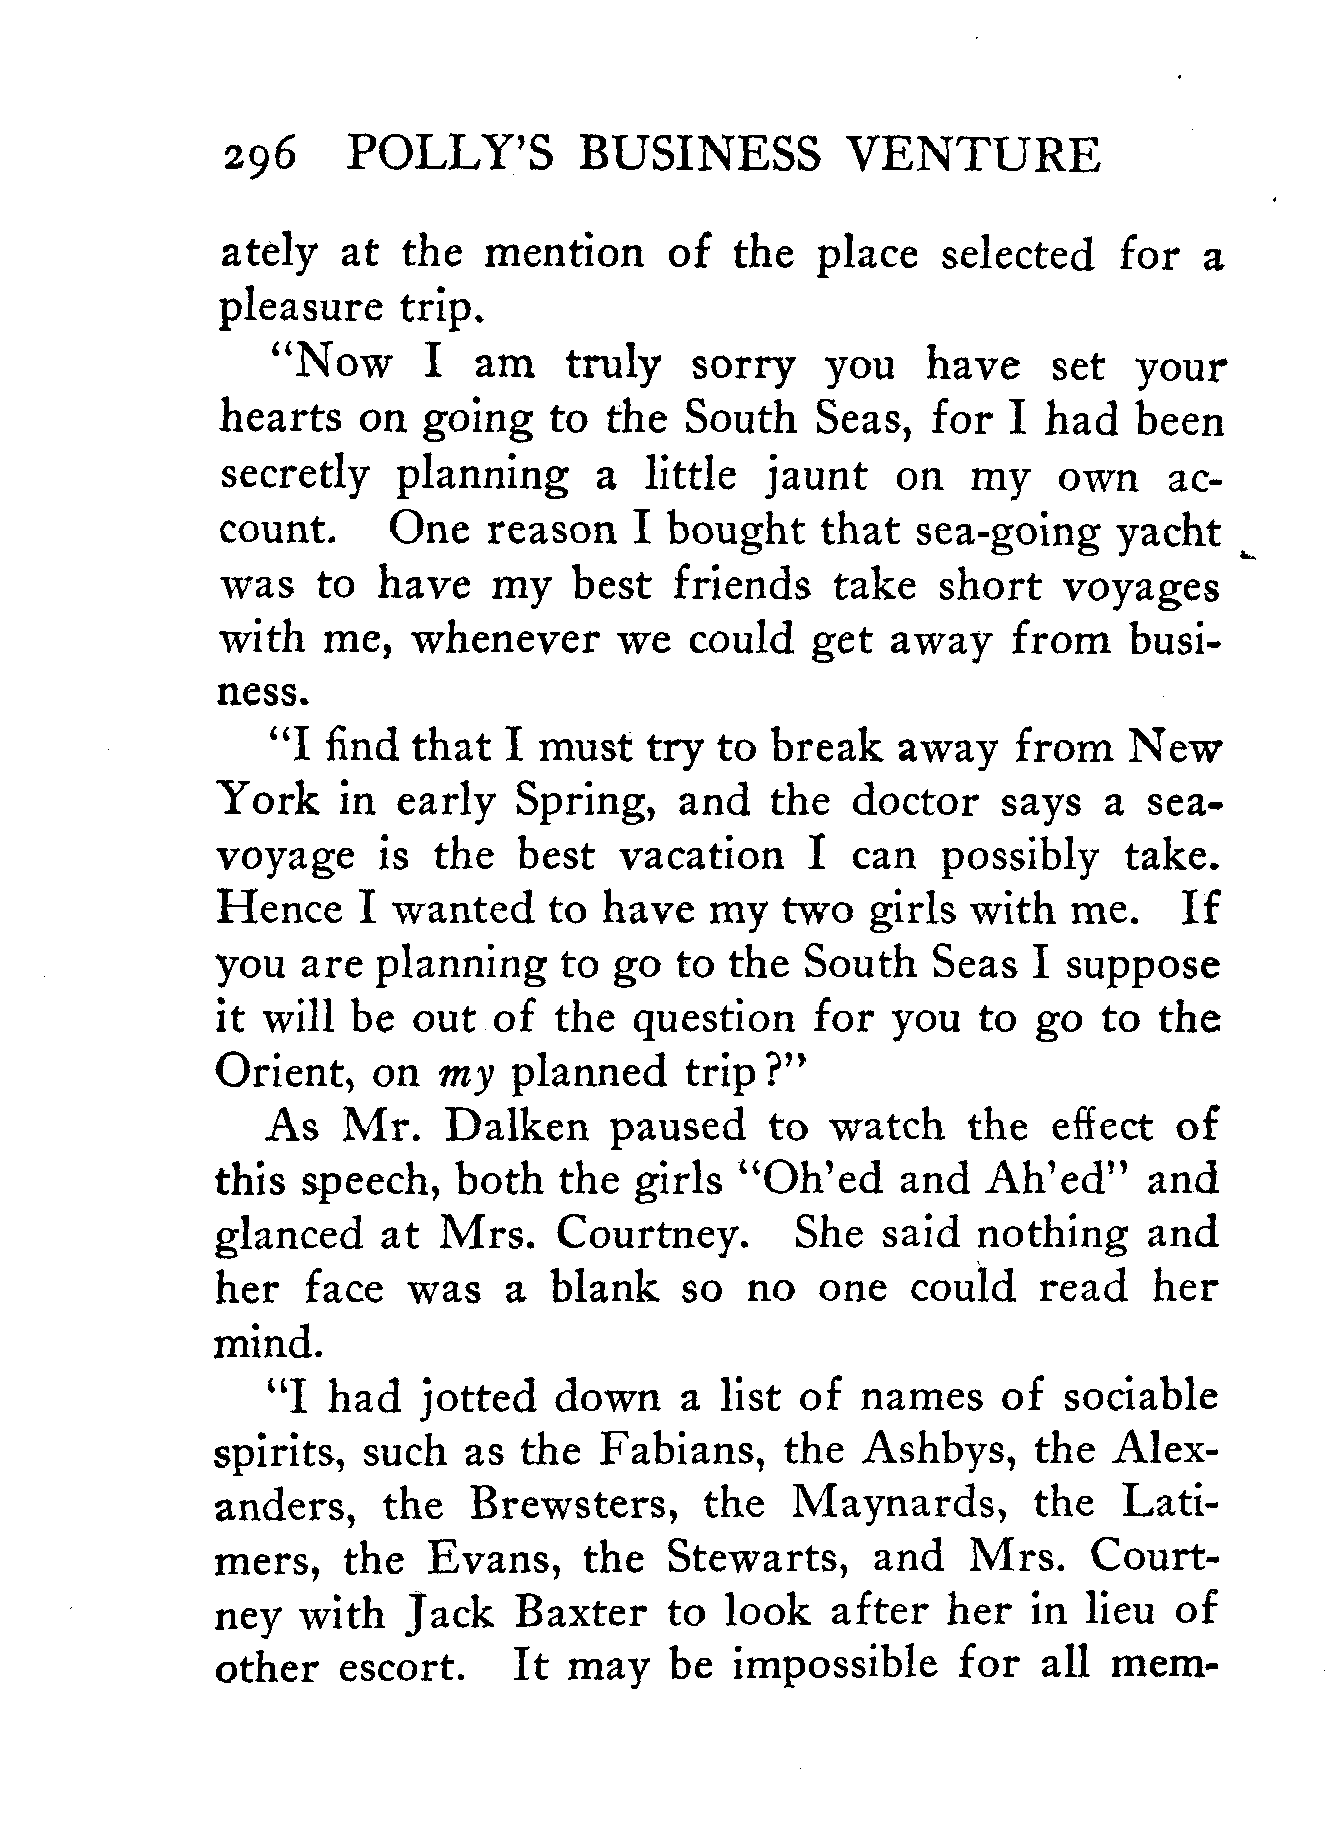 296 POLLY'S BUSINESS VENTURE
ately at the mention of the place selected for a
pleasure trip.
"Now I am truly sorry you have set your
hearts on going to the South Seas, for I had been
secretly planning a little jaunt on my own ac-
count. One reason I bought that sea-going yacht
was to have my best friends take short voyages
with me, whenever we could get away from busi-
ness.
"I find that I must try to break away from New
York in early Spring, and the doctor says a sea-
voyage is the best vacation I can possibly take.
Hence I wanted to have my two girls with me. If
you are planning to go to the South Seas I suppose
it will be out of the question for you to go to the
Orient, on my planned trip?"
As Mr. Dalken paused to watch the effect of
this speech, both the girls "Oh'ed and Ah'ed" and
glanced at Mrs. Courtney. She said nothing and
her face was a blank so no one could read her
mind.
"I had jotted down a list of names of sociable
spirits, such as the Fabians, the Ashbys, the Alex-
anders, the Brewsters, the Maynards, the Lati-
mers, the Evans, the Stewarts, and Mrs. Court-
ney with Jack Baxter to look after her in lieu of
other escort. It may be impossible for all mem-